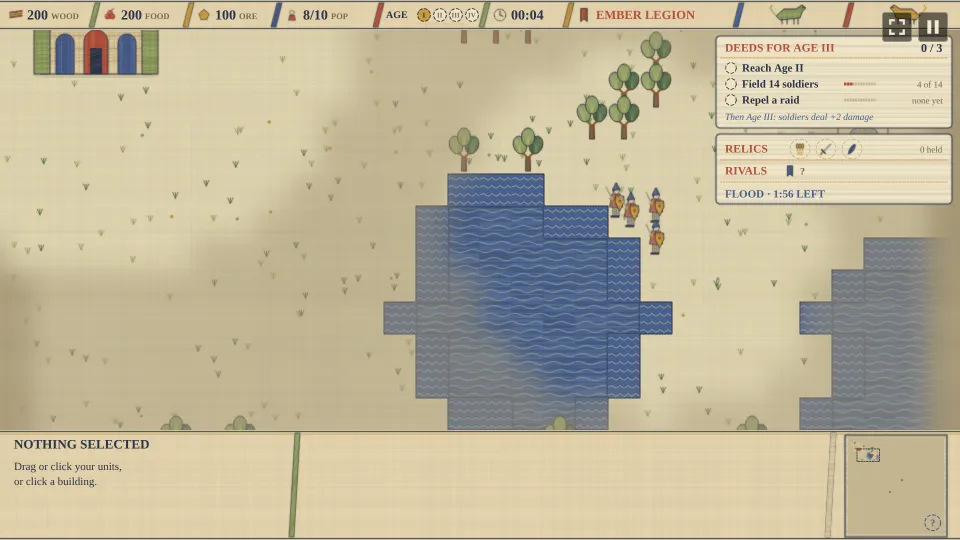 200 WOOD 200 FOOD 100 ORE 8/10 POP AGE I II III IV 00:04 EMBER LEGION
DEEDS FOR AGE III 0 / 3
Reach Age II
Field 14 soldiers 4 of 14
Repel a raid none yet
Then Age III: soldiers deal +2 damage
RELICS 0 held
RIVALS ?
FLOOD · 1:56 LEFT
NOTHING SELECTED
Drag or click your units,
or click a building.
?